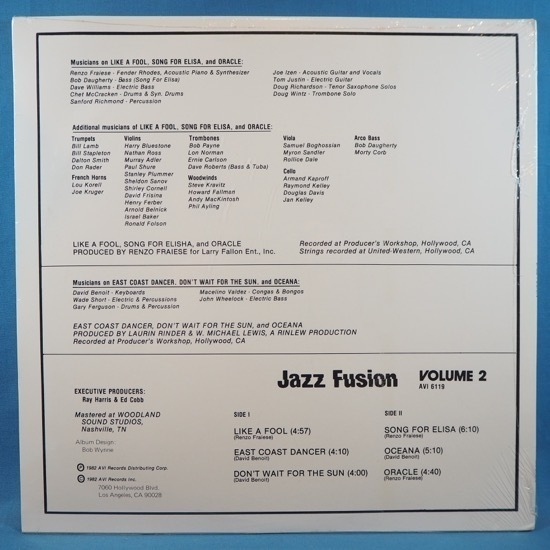 Musicians on LIKE A FOOL, SONG FOR ELISA, and ORACLE:
Renzo Fraiese - Fender Rhodes, Acoustic Piano & Synthesizer
Bob Daugherty - Bass (Song For Elisa)
Dave Williams - Electric Bass
Chet McCracken - Drums & Syn. Drums
Sanford Richmond - Percussion
Joe Izen - Acoustic Guitar and Vocals
Tom Justin - Electric Guitar
Doug Richardson - Tenor Saxophone Solos
Doug Wintz - Trombone Solo
Additional musicians of LIKE A FOOL, SONG FOR ELISA, and ORACLE:
Trumpets
Bill Lamb
Bill Stapleton
Dalton Smith
Don Rader
French Horns
Lou Korell
Joe Kruger
Violins
Harry Bluestone
Nathan Ross
Murray Adler
Paul Shure
Stanley Plummer
Sheldon Sanov
Shirley Cornell
David Frisina
Henry Ferber
Arnold Belnick
Israel Baker
Ronald Folson
Trombones
Bob Payne
Lon Norman
Ernie Carlson
Dave Roberts (Bass & Tuba)
Woodwinds
Steve Kravitz
Howard Fallman
Andy MacKintosh
Phil Ayling
Viola
Samuel Boghossian
Myron Sandler
Rollice Dale
Cello
Armand Kaproff
Raymond Kelley
Douglas Davis
Jan Kelley
Arco Bass
Bob Daugherty
Morty Corb
LIKE A FOOL, SONG FOR ELISHA, and ORACLE
PRODUCED BY RENZO FRAIESE for Larry Fallon Ent., Inc.
Recorded at Producer's Workshop, Hollywood, CA
Strings recorded at United-Western, Hollywood, CA
Musicians on EAST COAST DANCER, DON'T WAIT FOR THE SUN, and OCEANA:
David Benoit - Keyboards
Wade Short - Electric & Percussions
Gary Ferguson - Drums & Percussion
Macelino Valdez - Congas & Bongos
John Wheelock - Electric Bass
EAST COAST DANCER, DON'T WAIT FOR THE SUN, and OCEANA
PRODUCED BY LAURIN RINDER & W. MICHAEL LEWIS, A RINLEW PRODUCTION
Recorded at Producer's Workshop, Hollywood, CA
Jazz Fusion VOLUME 2
AVI 6119
EXECUTIVE PRODUCERS:
Ray Harris & Ed Cobb
Mastered at WOODLAND
SOUND STUDIOS,
Nashville, TN
Album Design:
Bob Wynne
℗ 1982 AVI Records Distributing Corp.
© 1982 AVI Records Inc.
7060 Hollywood Blvd.
Los Angeles, CA 90028
SIDE I
LIKE A FOOL (4:57)
(Renzo Fraiese)
EAST COAST DANCER (4:10)
(David Benoit)
DON'T WAIT FOR THE SUN (4:00)
(David Benoit)
SIDE II
SONG FOR ELISA (6:10)
(Renzo Fraiese)
OCEANA (5:10)
(David Benoit)
ORACLE (4:40)
(Renzo Fraiese)